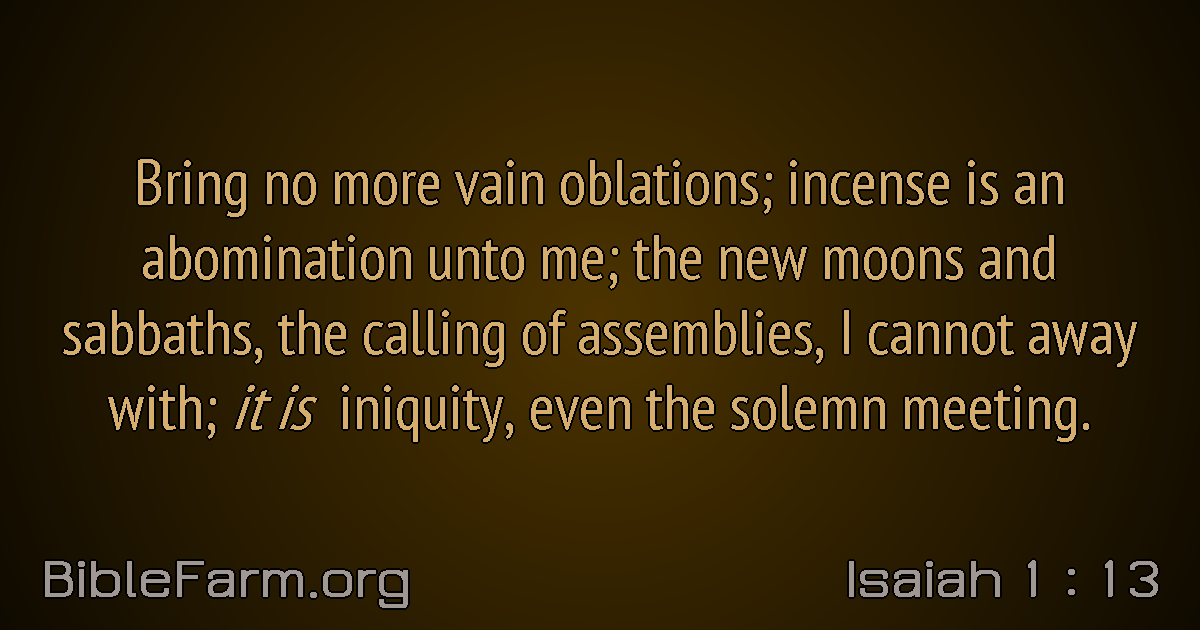 Bring no more vain oblations; incense is an
abomination unto me; the new moons and
sabbaths, the calling of assemblies, I cannot away
with; it is iniquity, even the solemn meeting.
BibleFarm.org
Isaiah 1 : 13